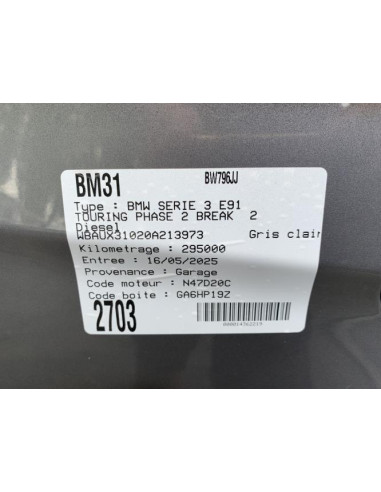 BM31 BW796JJ
Type : BMW SERIE 3 E91
TOURING PHASE 2 BREAK 2
Diesel
WBAUX31020A213973 Gris clair
Kilometrage : 295000
Entree : 16/05/2025
Provenance : Garage
Code moteur : N47D20C
Code boite : GA6HP19Z
2703